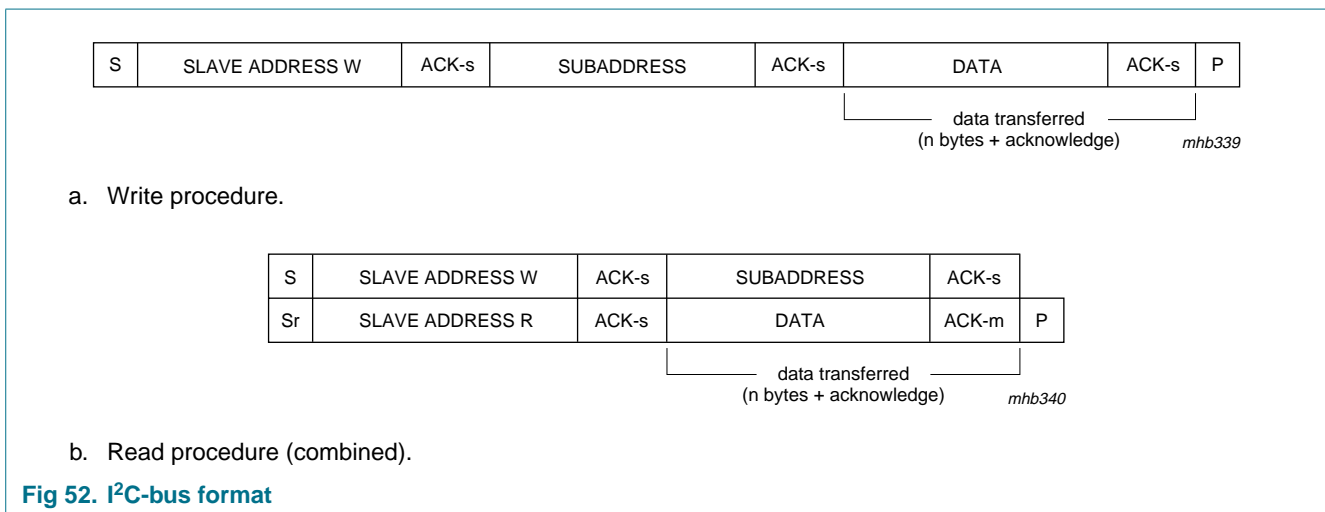 S SLAVE ADDRESS W ACK-s SUBADDRESS ACK-s DATA ACK-s P
data transferred
(n bytes + acknowledge)
mhb339
a. Write procedure.
S SLAVE ADDRESS W ACK-s SUBADDRESS ACK-s
Sr SLAVE ADDRESS R ACK-s DATA ACK-m P
data transferred
(n bytes + acknowledge)
mhb340
b. Read procedure (combined).
Fig 52. I²C-bus format